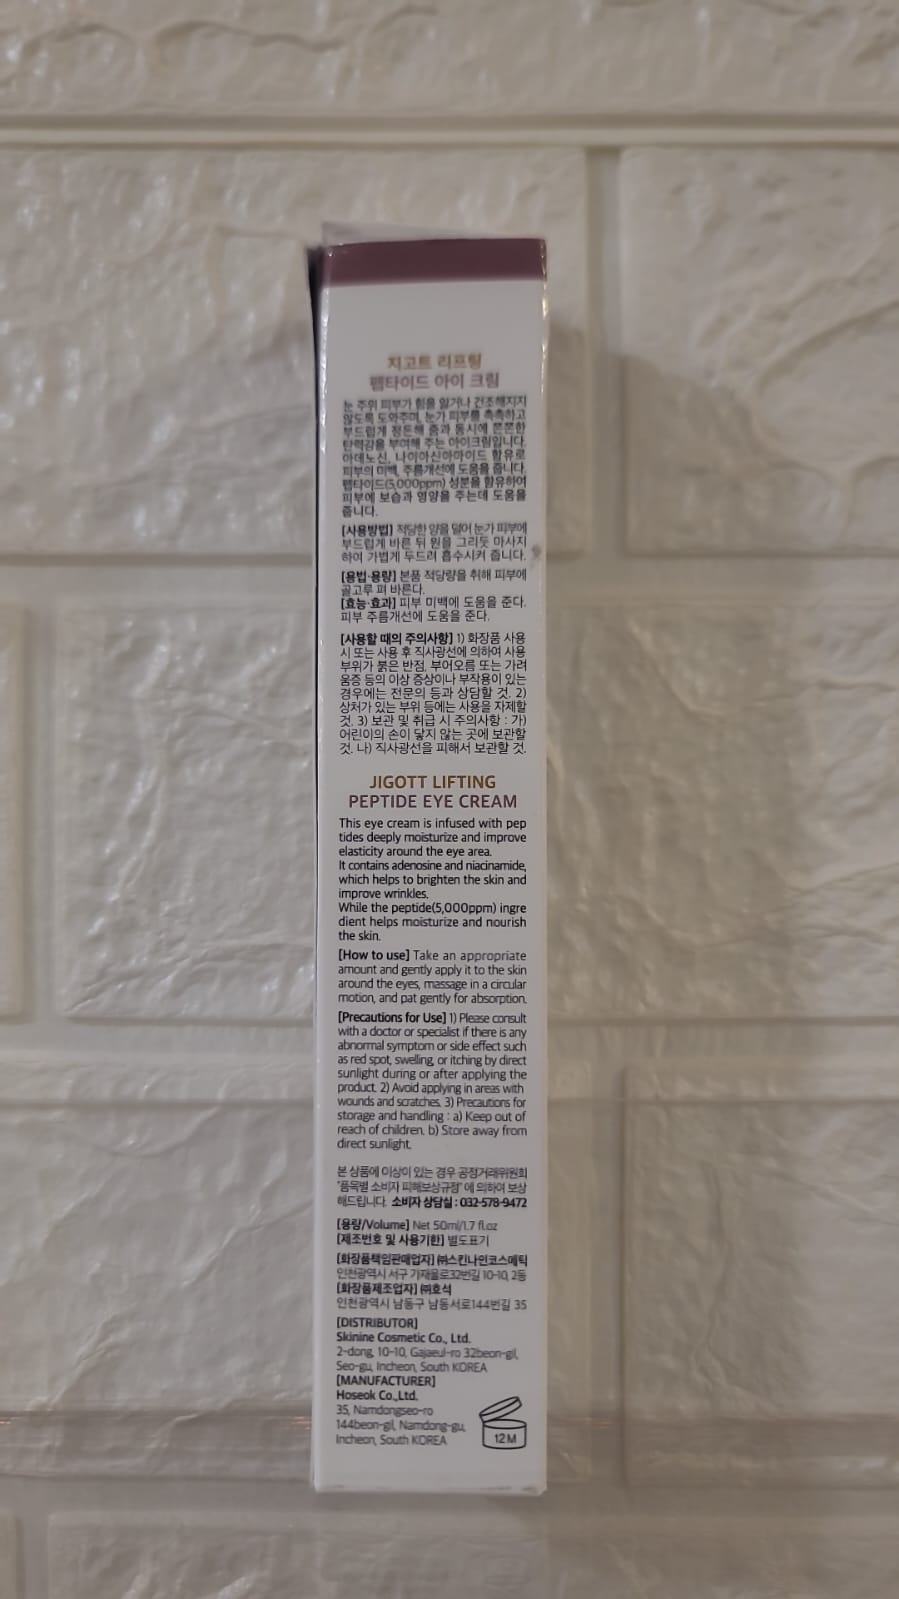 지고트 리프팅
펩타이드 아이 크림
눈 주위 피부가 힘을 잃거나 건조해지지
않도록 도와주며, 눈가 피부를 촉촉하고
부드럽게 정돈해 줌과 동시에 쫀쫀한
탄력감을 부여해 주는 아이크림입니다.
아데노신, 나이아신아마이드 함유로
피부의 미백, 주름개선에 도움을 줍니다.
펩타이드(5,000ppm) 성분을 함유하여
피부에 보습과 영양을 주는데 도움을
줍니다.
[사용방법] 적당한 양을 덜어 눈가 피부에
부드럽게 바른 뒤 원을 그리듯 마사지
하여 가볍게 두드려 흡수시켜 줍니다.
[용법·용량] 본품 적당량을 취해 피부에
골고루 펴 바른다.
[효능·효과] 피부 미백에 도움을 준다.
피부 주름개선에 도움을 준다.
[사용할 때의 주의사항] 1) 화장품 사용
시 또는 사용 후 직사광선에 의하여 사용
부위가 붉은 반점, 부어오름 또는 가려
움증 등의 이상 증상이나 부작용이 있는
경우에는 전문의 등과 상담할 것. 2)
상처가 있는 부위 등에는 사용을 자제할
것. 3) 보관 및 취급 시 주의사항 : 가)
어린이의 손이 닿지 않는 곳에 보관할
것. 나) 직사광선을 피해서 보관할 것.
JIGOTT LIFTING
PEPTIDE EYE CREAM
This eye cream is infused with pep
tides deeply moisturize and improve
elasticity around the eye area.
It contains adenosine and niacinamide,
which helps to brighten the skin and
improve wrinkles.
While the peptide(5,000ppm) ingre
dient helps moisturize and nourish
the skin.
[How to use] Take an appropriate
amount and gently apply it to the skin
around the eyes, massage in a circular
motion, and pat gently for absorption.
[Precautions for Use] 1) Please consult
with a doctor or specialist if there is any
abnormal symptom or side effect such
as red spot, swelling, or itching by direct
sunlight during or after applying the
product. 2) Avoid applying in areas with
wounds and scratches. 3) Precautions for
storage and handling : a) Keep out of
reach of children. b) Store away from
direct sunlight.
본 상품에 이상이 있는 경우 공정거래위원회
"품목별 소비자 피해보상규정" 에 의하여 보상
해드립니다. 소비자 상담실 : 032-578-9472
[용량/Volume] Net 50ml/1.7 fl.oz
[제조번호 및 사용기한] 별도표기
[화장품책임판매업자] ㈜스킨나인코스메틱
인천광역시 서구 가재울로32번길 10-10, 2동
[화장품제조업자] ㈜호석
인천광역시 남동구 남동서로144번길 35
[DISTRIBUTOR]
Skinine Cosmetic Co., Ltd.
2-dong, 10-10, Gajaeul-ro 32beon-gil,
Seo-gu, Incheon, South KOREA
[MANUFACTURER]
Hoseok Co.,Ltd.
35, Namdongseo-ro
144beon-gil, Namdong-gu,
Incheon, South KOREA
12M